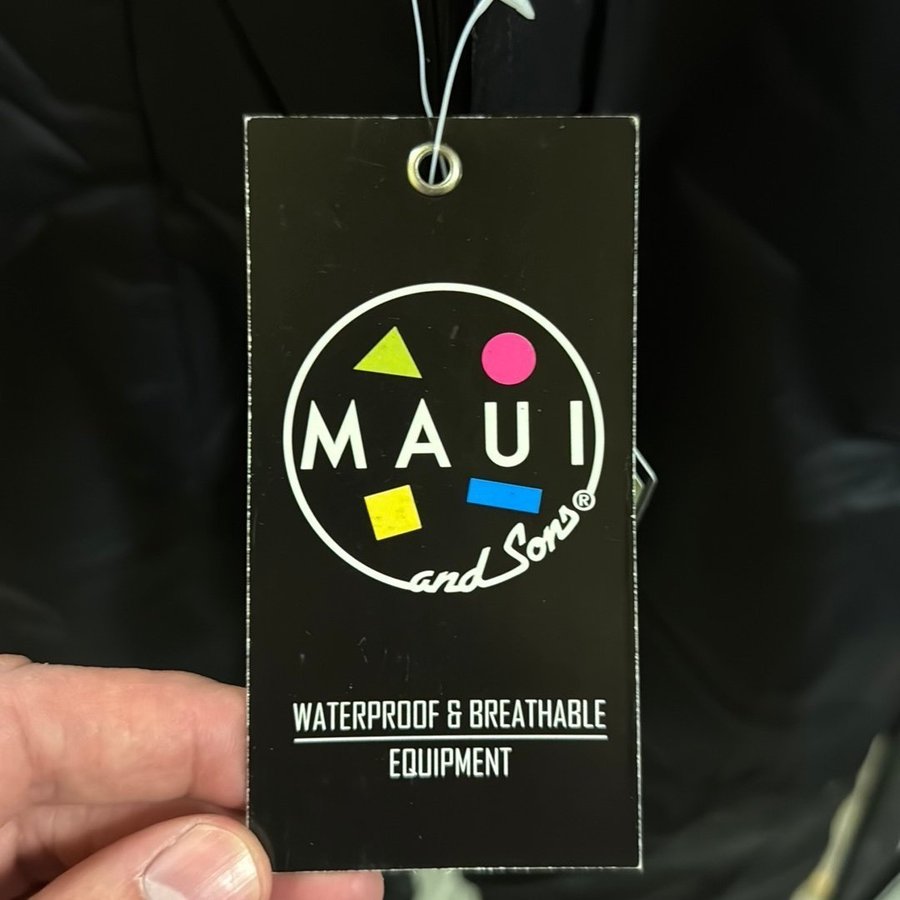 MAUI
and Sons®
WATERPROOF & BREATHABLE
EQUIPMENT